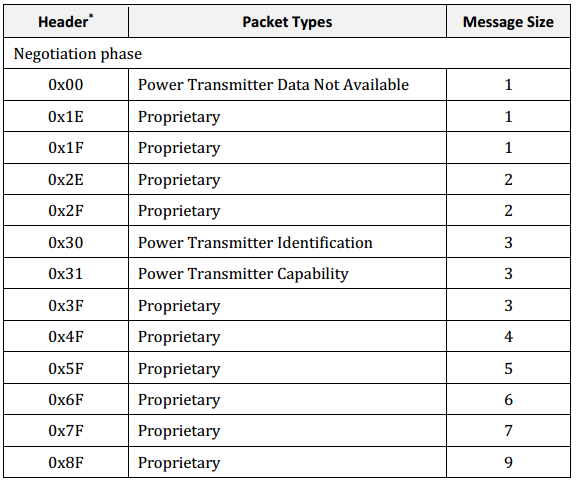 Header* Packet Types Message Size
Negotiation phase
0x00 Power Transmitter Data Not Available 1
0x1E Proprietary 1
0x1F Proprietary 1
0x2E Proprietary 2
0x2F Proprietary 2
0x30 Power Transmitter Identification 3
0x31 Power Transmitter Capability 3
0x3F Proprietary 3
0x4F Proprietary 4
0x5F Proprietary 5
0x6F Proprietary 6
0x7F Proprietary 7
0x8F Proprietary 9